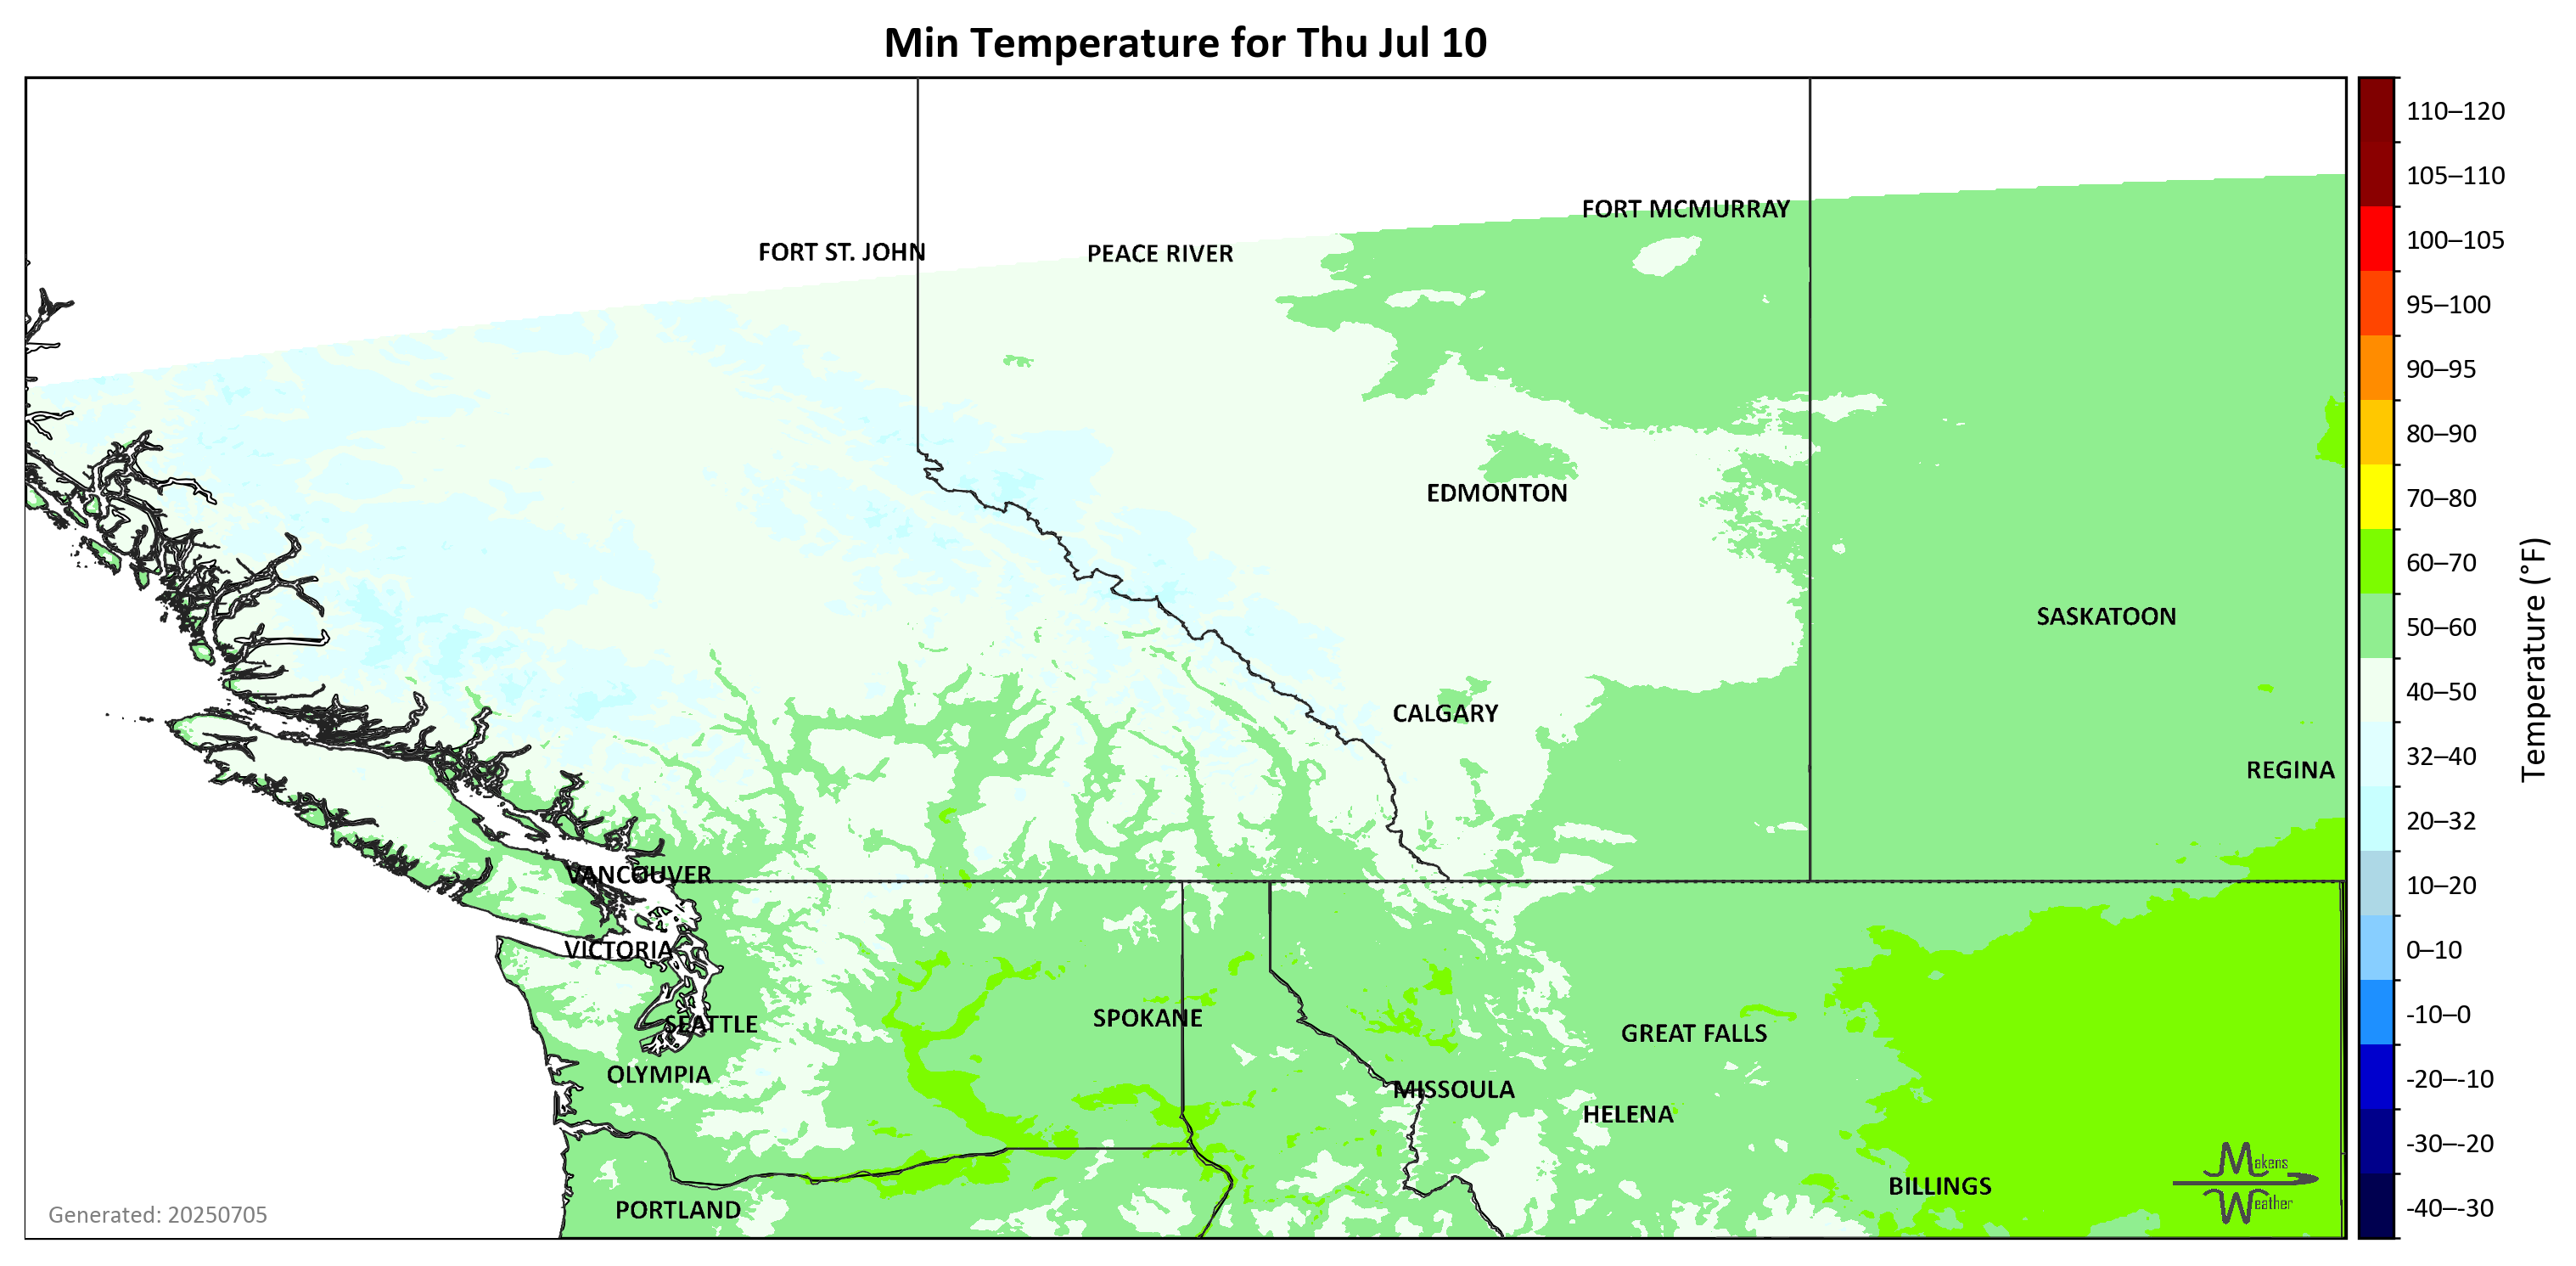 Min Temperature for Thu Jul 10
110–120
105–110
FORT MCMURRAY
100–105
FORT ST. JOHN
PEACE RIVER
95–100
90–95
80–90
EDMONTON
70–80
60–70
SASKATOON
50–60
Temperature (°F)
40–50
CALGARY
32–40
REGINA
20–32
VANCOUVER
10–20
VICTORIA
0–10
SEATTLE
SPOKANE
GREAT FALLS
-10–0
OLYMPIA
MISSOULA
-20–-10
HELENA
-30–-20
Makens
Weather
BILLINGS
PORTLAND
-40–-30
Generated: 20250705